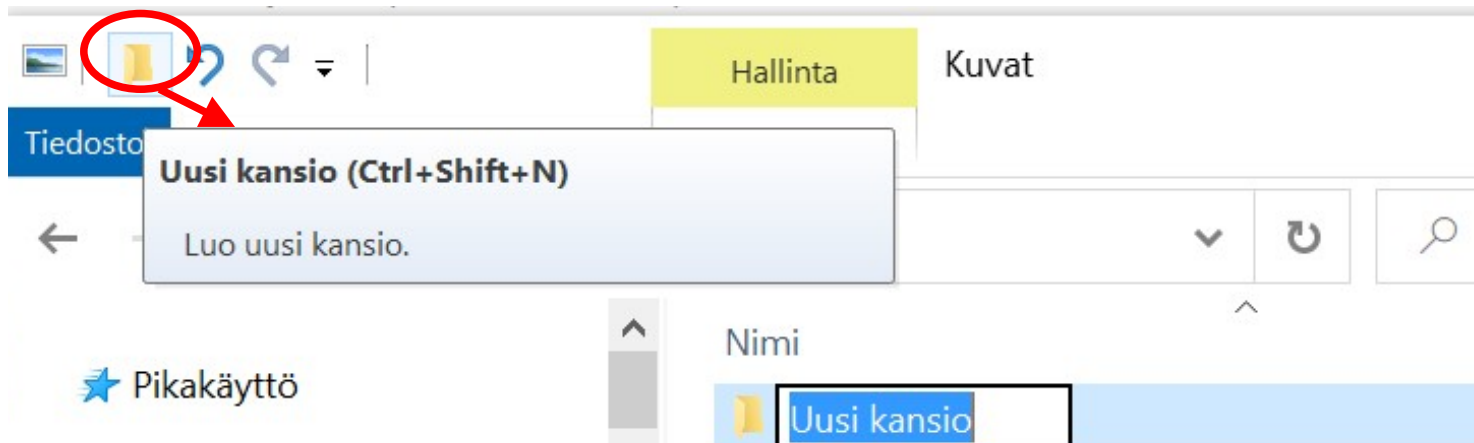 Hallinta
Kuvat
Tiedosto
Uusi kansio (Ctrl+Shift+N)
Luo uusi kansio.
Nimi
Pikakäyttö
Uusi kansio